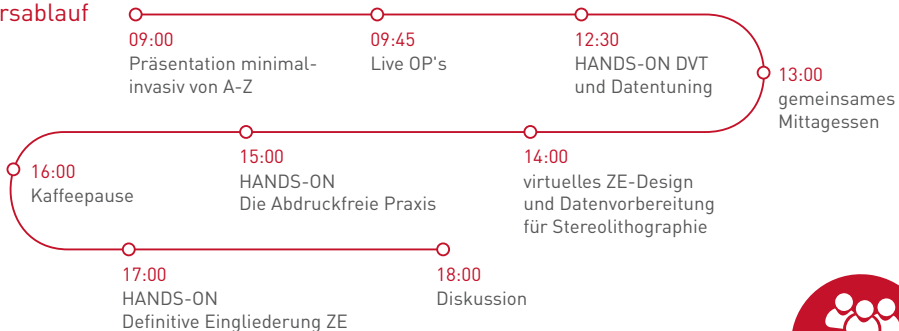 rsablauf
09:00
Präsentation minimal-
invasiv von A-Z
09:45
Live OP's
12:30
HANDS-ON DVT
und Datentuning
13:00
gemeinsames
Mittagessen
14:00
virtuelles ZE-Design
und Datenvorbereitung
für Stereolithographie
15:00
HANDS-ON
Die Abdruckfreie Praxis
16:00
Kaffeepause
17:00
HANDS-ON
Definitive Eingliederung ZE
18:00
Diskussion